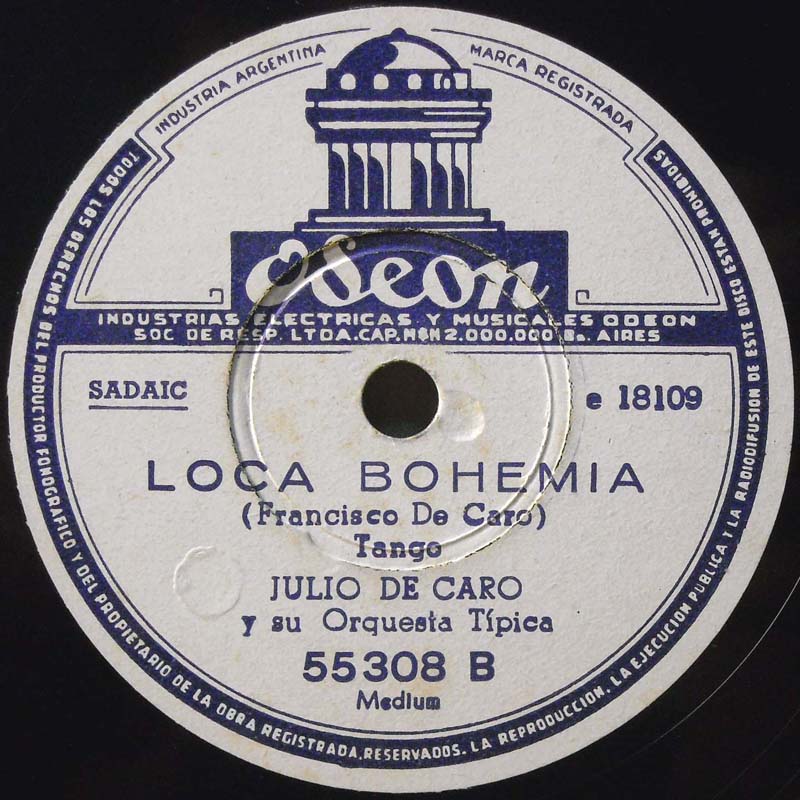 INDUSTRIA ARGENTINA
MARCA REGISTRADA
Odeon
INDUSTRIAS ELECTRICAS Y MUSICALES ODEON
SOC DE RESP. LTDA.CAP.M$N2.000.000 Bs. AIRES
SADAIC
e 18109
LOCA BOHEMIA
(Francisco De Caro)
Tango
JULIO DE CARO
y su Orquesta Típica
55308 B
Medium
TODOS LOS DERECHOS DEL PRODUCTOR FONOGRAFICO Y DEL PROPIETARIO DE LA OBRA REGISTRADA,RESERVADOS. LA REPRODUCCION, LA EJECUCION PUBLICA Y LA RADIODIFUSION DE ESTE DISCO ESTAN PROHIBIDAS